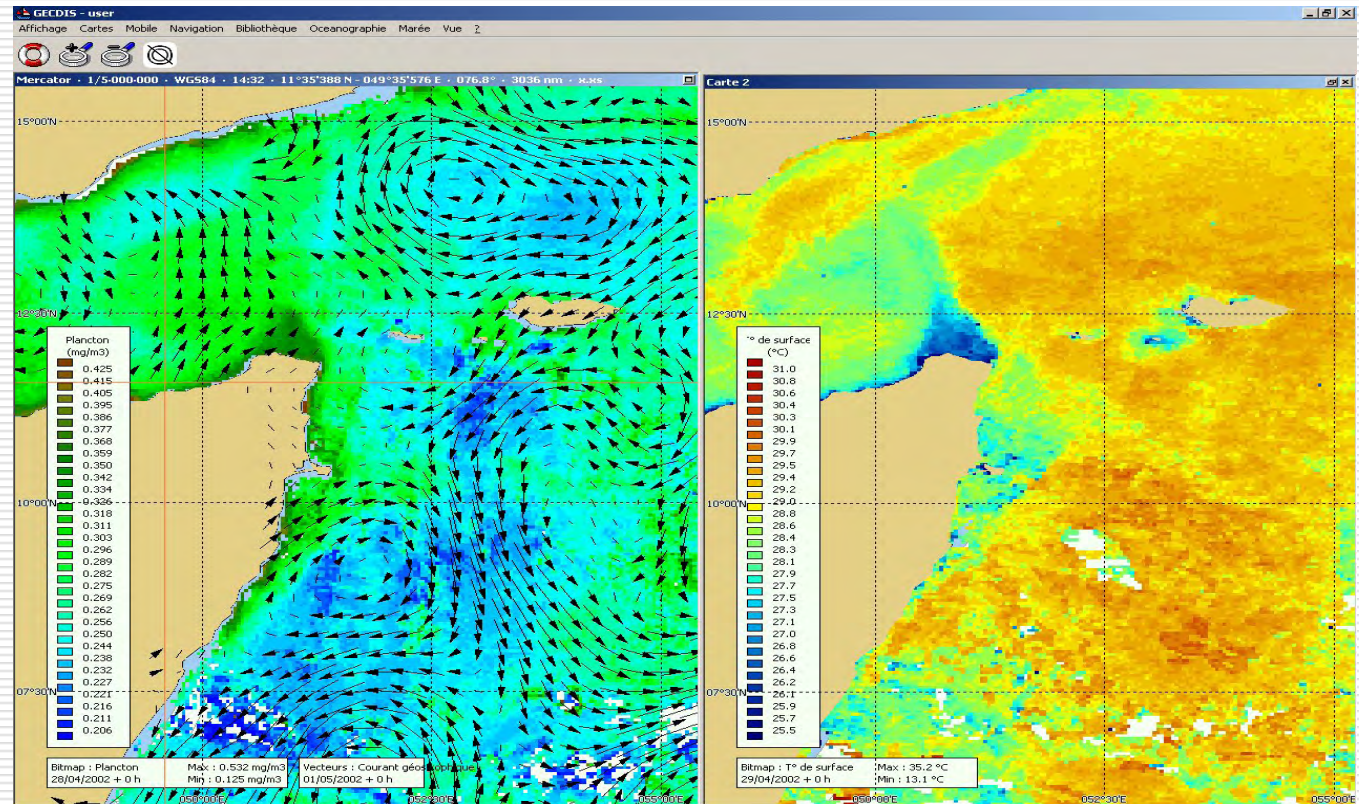 GECDIS - user
Affichage Cartes Mobile Navigation Bibliothèque Oceanographie Marée Vue ?
Mercator · 1/5-000-000 · WGS84 · 14:32 · 11°35'388 N - 049°35'576 E · 076.8° · 3036 nm · x.xs
15°00'N
12°30'N
10°00'N
07°30'N
Plancton
(mg/m3)
0.425
0.415
0.405
0.395
0.386
0.377
0.368
0.359
0.350
0.342
0.334
0.326
0.318
0.311
0.303
0.296
0.289
0.282
0.275
0.269
0.262
0.256
0.250
0.244
0.238
0.232
0.227
0.221
0.216
0.211
0.206
Bitmap : Plancton Max : 0.532 mg/m3
28/04/2002 + 0 h Min : 0.125 mg/m3
Vecteurs : Courant géostrophique
01/05/2002 + 0 h
050°00'E 052°30'E 055°00'E
Carte 2
15°00'N
12°30'N
10°00'N
07°30'N
T° de surface
(°C)
31.0
30.8
30.6
30.4
30.3
30.1
29.9
29.7
29.5
29.4
29.2
29.0
28.8
28.6
28.4
28.3
28.1
27.9
27.7
27.5
27.3
27.1
27.0
26.8
26.6
26.4
26.2
26.1
25.9
25.7
25.5
Bitmap : T° de surface Max : 35.2 °C
29/04/2002 + 0 h Min : 13.1 °C
050°00'E 052°30'E 055°00'E